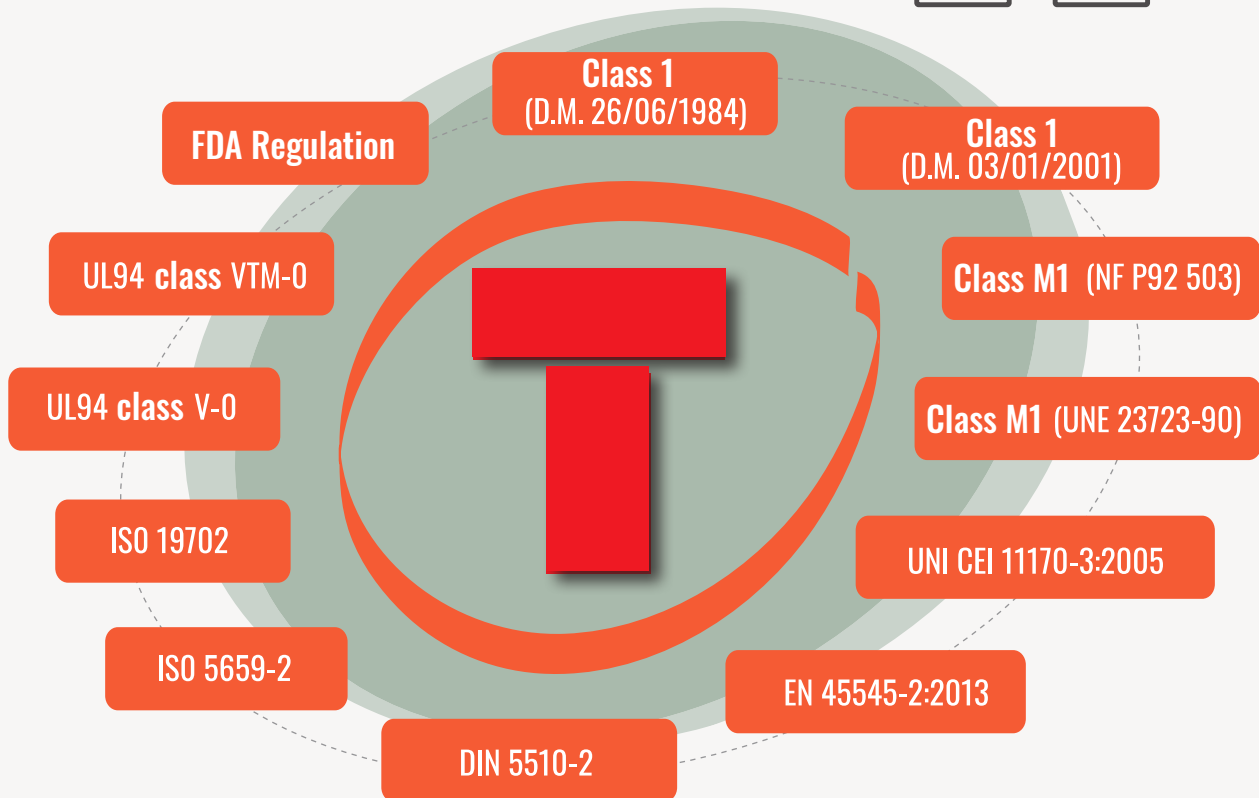 Class 1
(D.M. 26/06/1984)
Class 1
(D.M. 03/01/2001)
FDA Regulation
UL94 class VTM-0
Class M1 (NF P92 503)
T
UL94 class V-0
Class M1 (UNE 23723-90)
ISO 19702
UNI CEI 11170-3:2005
ISO 5659-2
EN 45545-2:2013
DIN 5510-2